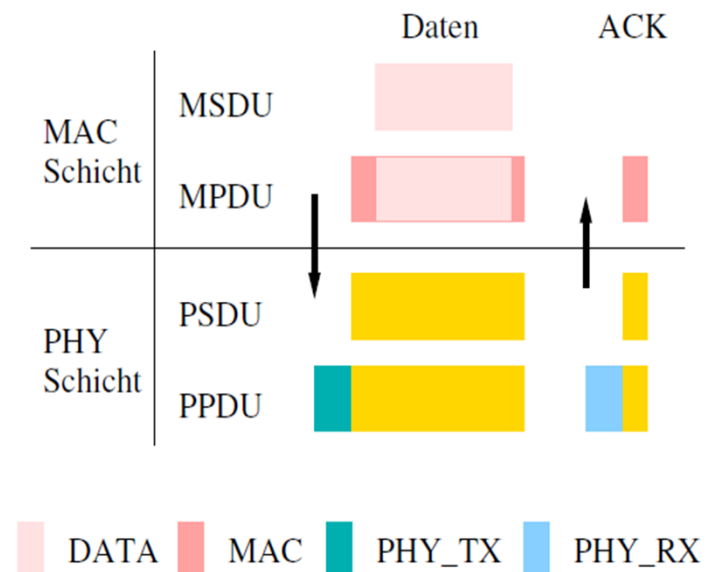 Daten ACK
MAC
Schicht
MSDU
MPDU
PHY
Schicht
PSDU
PPDU
DATA MAC PHY_TX PHY_RX